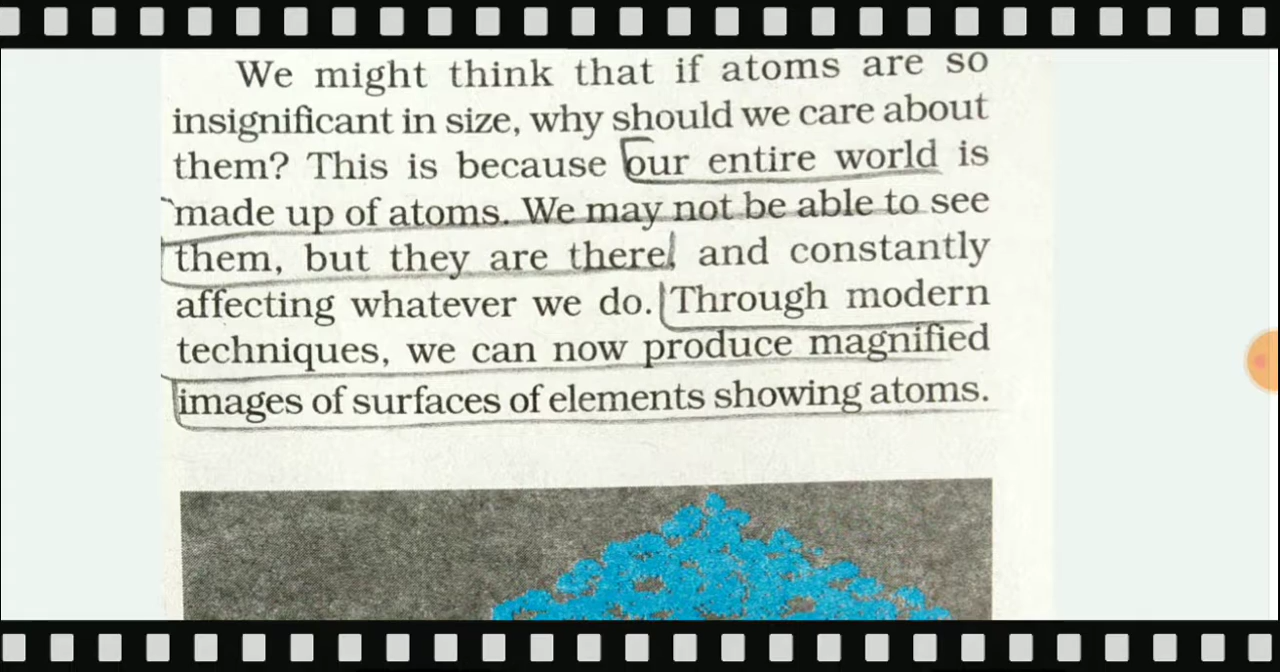 We might think that if atoms are so
insignificant in size, why should we care about
them? This is because our entire world is
made up of atoms. We may not be able to see
them, but they are there, and constantly
affecting whatever we do. Through modern
techniques, we can now produce magnified
images of surfaces of elements showing atoms.